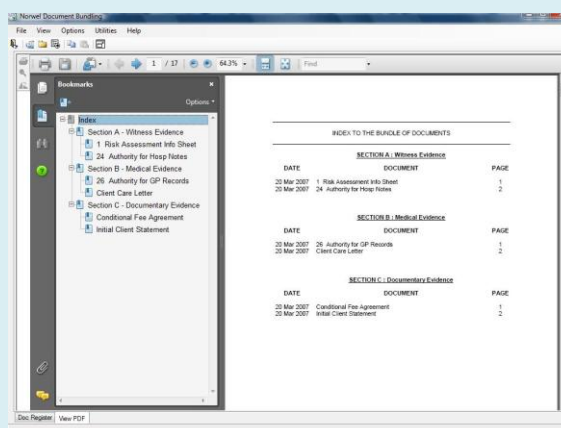 Norwel Document Bundling
File View Options Utilities Help
1 / 17 64.3% Find
Bookmarks
Options
Index
Section A - Witness Evidence
1 Risk Assessment Info Sheet
24 Authority for Hosp Notes
Section B - Medical Evidence
26 Authority for GP Records
Client Care Letter
Section C - Documentary Evidence
Conditional Fee Agreement
Initial Client Statement
INDEX TO THE BUNDLE OF DOCUMENTS
SECTION A : Witness Evidence
DATE DOCUMENT PAGE
20 Mar 2007 1 Risk Assessment Info Sheet 1
20 Mar 2007 24 Authority for Hosp Notes 2
SECTION B : Medical Evidence
DATE DOCUMENT PAGE
20 Mar 2007 26 Authority for GP Records 1
20 Mar 2007 Client Care Letter 2
SECTION C : Documentary Evidence
DATE DOCUMENT PAGE
20 Mar 2007 Conditional Fee Agreement 1
20 Mar 2007 Initial Client Statement 2
Doc Register View PDF